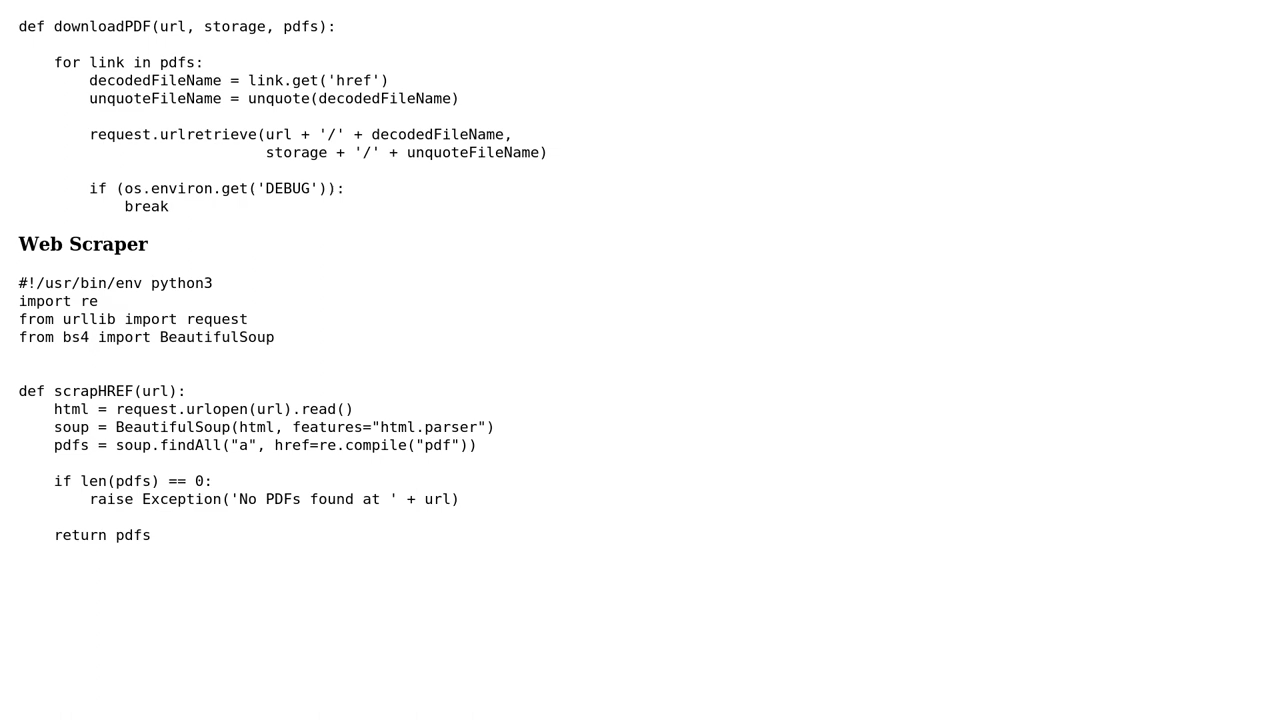 def downloadPDF(url, storage, pdfs):

    for link in pdfs:
        decodedFileName = link.get('href')
        unquoteFileName = unquote(decodedFileName)

        request.urlretrieve(url + '/' + decodedFileName,
                            storage + '/' + unquoteFileName)

        if (os.environ.get('DEBUG')):
            break

Web Scraper

#!/usr/bin/env python3
import re
from urllib import request
from bs4 import BeautifulSoup


def scrapHREF(url):
    html = request.urlopen(url).read()
    soup = BeautifulSoup(html, features="html.parser")
    pdfs = soup.findAll("a", href=re.compile("pdf"))

    if len(pdfs) == 0:
        raise Exception('No PDFs found at ' + url)

    return pdfs